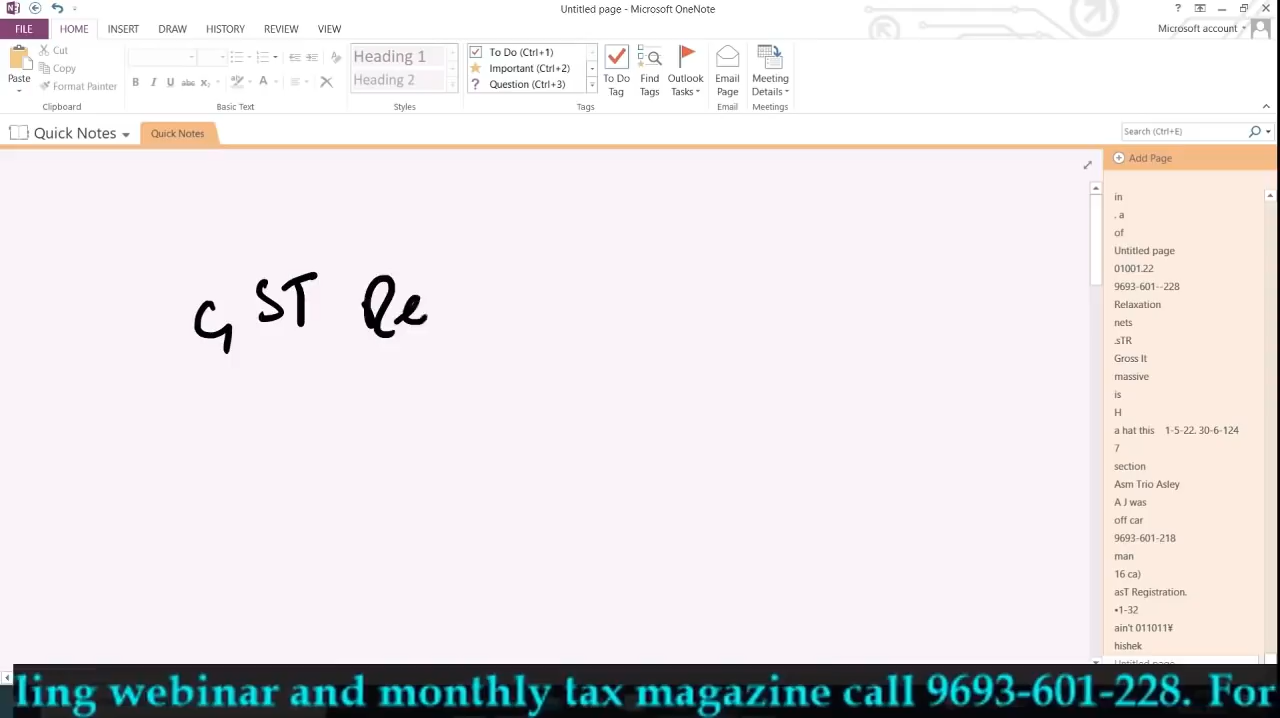 Untitled page - Microsoft OneNote
FILE HOME INSERT DRAW HISTORY REVIEW VIEW
Microsoft account
Paste
Cut
Copy
Format Painter
Clipboard
B I U abc X₂ A
Basic Text
Heading 1
Heading 2
Styles
To Do (Ctrl+1)
Important (Ctrl+2)
Question (Ctrl+3)
Tags
To Do Tag
Find Tags
Outlook Tasks
Email Page
Email
Meeting Details
Meetings
Quick Notes
Quick Notes
Search (Ctrl+E)
Add Page
GST Re
in
. a
of
Untitled page
01001.22
9693-601--228
Relaxation
nets
.sTR
Gross It
massive
is
H
a hat this 1-5-22. 30-6-124
7
section
Asm Trio Asley
A J was
off car
9693-601-218
man
16 ca)
asT Registration.
•1-32
ain't 011011¥
hishek
Untitled page
ling webinar and monthly tax magazine call 9693-601-228. For